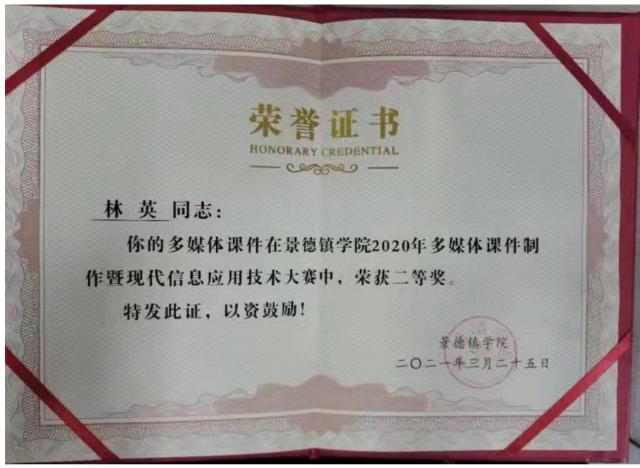 荣誉证书
HONORARY CREDENTIAL
林英 同志：
你的多媒体课件在景德镇学院2020年多媒体课件制
作暨现代信息应用技术大赛中，荣获二等奖。
特发此证，以资鼓励！
景德镇学院
二〇二一年三月二十五日